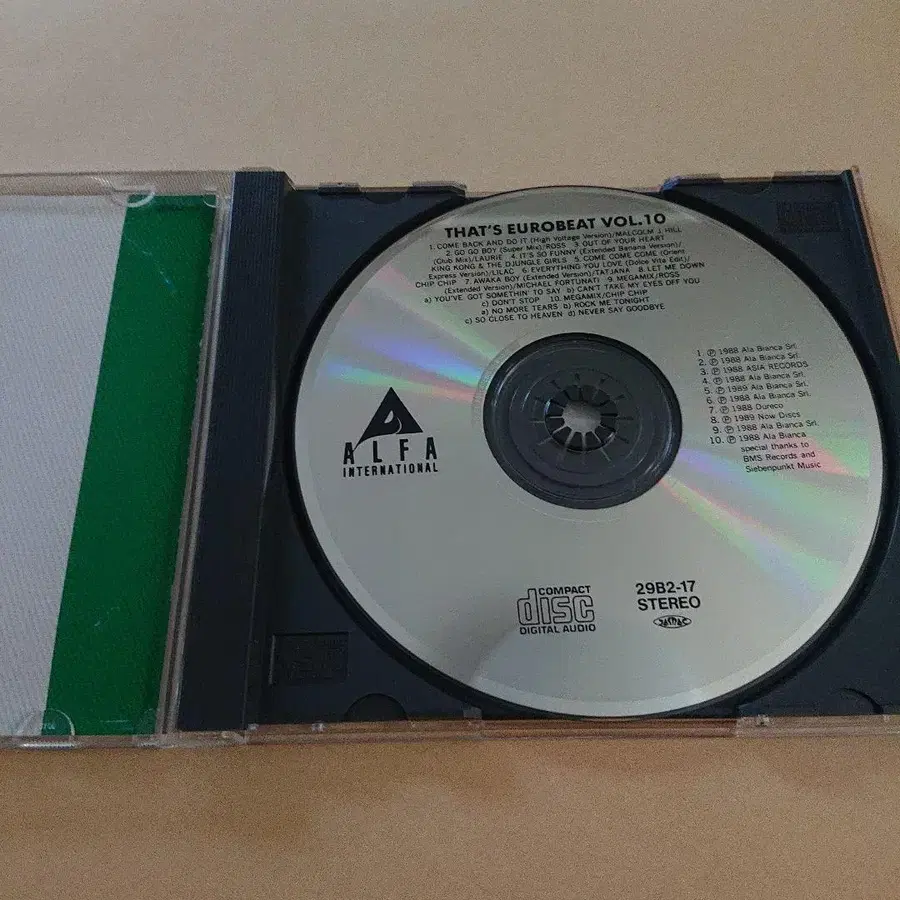 THAT'S EUROBEAT VOL.10
1. COME BACK AND DO IT (High Voltage Version)/MALCOLM J. HILL
2. GO GO BOY (Super Mix)/ROSS 3. OUT OF YOUR HEART
(Dub Mix)/LAURIE 4. IT'S SO FUNNY (Extended Banana Version)/
KING KONG & THE DJUNGLE GIRLS 5. COME COME COME (Orient
Express Version)/LILAC 6. EVERYTHING YOU LOVE (Dolce Vita Edit)/
CHIP CHIP 7. AWAKA BOY (Extended Version)/TATJANA 8. LET ME DOWN
(Extended Version)/MICHAEL FORTUNATI 9. MEGAMIX/ROSS
a) YOU'VE GOT SOMETHIN' TO SAY b) CAN'T TAKE MY EYES OFF YOU
c) DON'T STOP 10. MEGAMIX/CHIP CHIP
a) NO MORE TEARS b) ROCK ME TONIGHT
c) SO CLOSE TO HEAVEN d) NEVER SAY GOODBYE
1. ℗ 1988 Ala Bianca Srl.
2. ℗ 1988 Ala Bianca Srl.
3. ℗ 1988 ASIA RECORDS
4. ℗ 1988 Ala Bianca Srl.
5. ℗ 1989 Ala Bianca Srl.
6. ℗ 1988 Ala Bianca Srl.
7. ℗ 1988 Dureco
8. ℗ 1989 Now Discs
9. ℗ 1988 Ala Bianca Srl.
10. ℗ 1988 Ala Bianca
special thanks to
BMS Records and
Siebenpunkt Music
ALFA
INTERNATIONAL
COMPACT
disc
DIGITAL AUDIO
29B2-17
STEREO
JASRAC